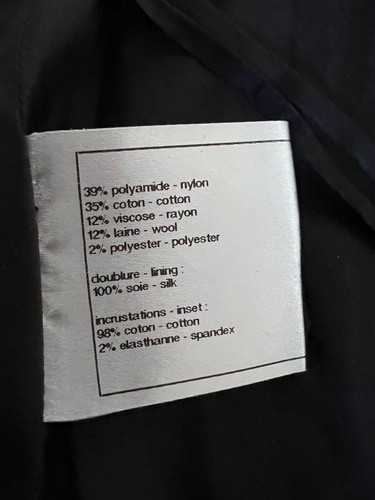 39% polyamide - nylon
35% coton - cotton
12% viscose - rayon
12% laine - wool
2% polyester - polyester
doublure - lining :
100% soie - silk
incrustations - inset :
98% coton - cotton
2% elasthanne - spandex